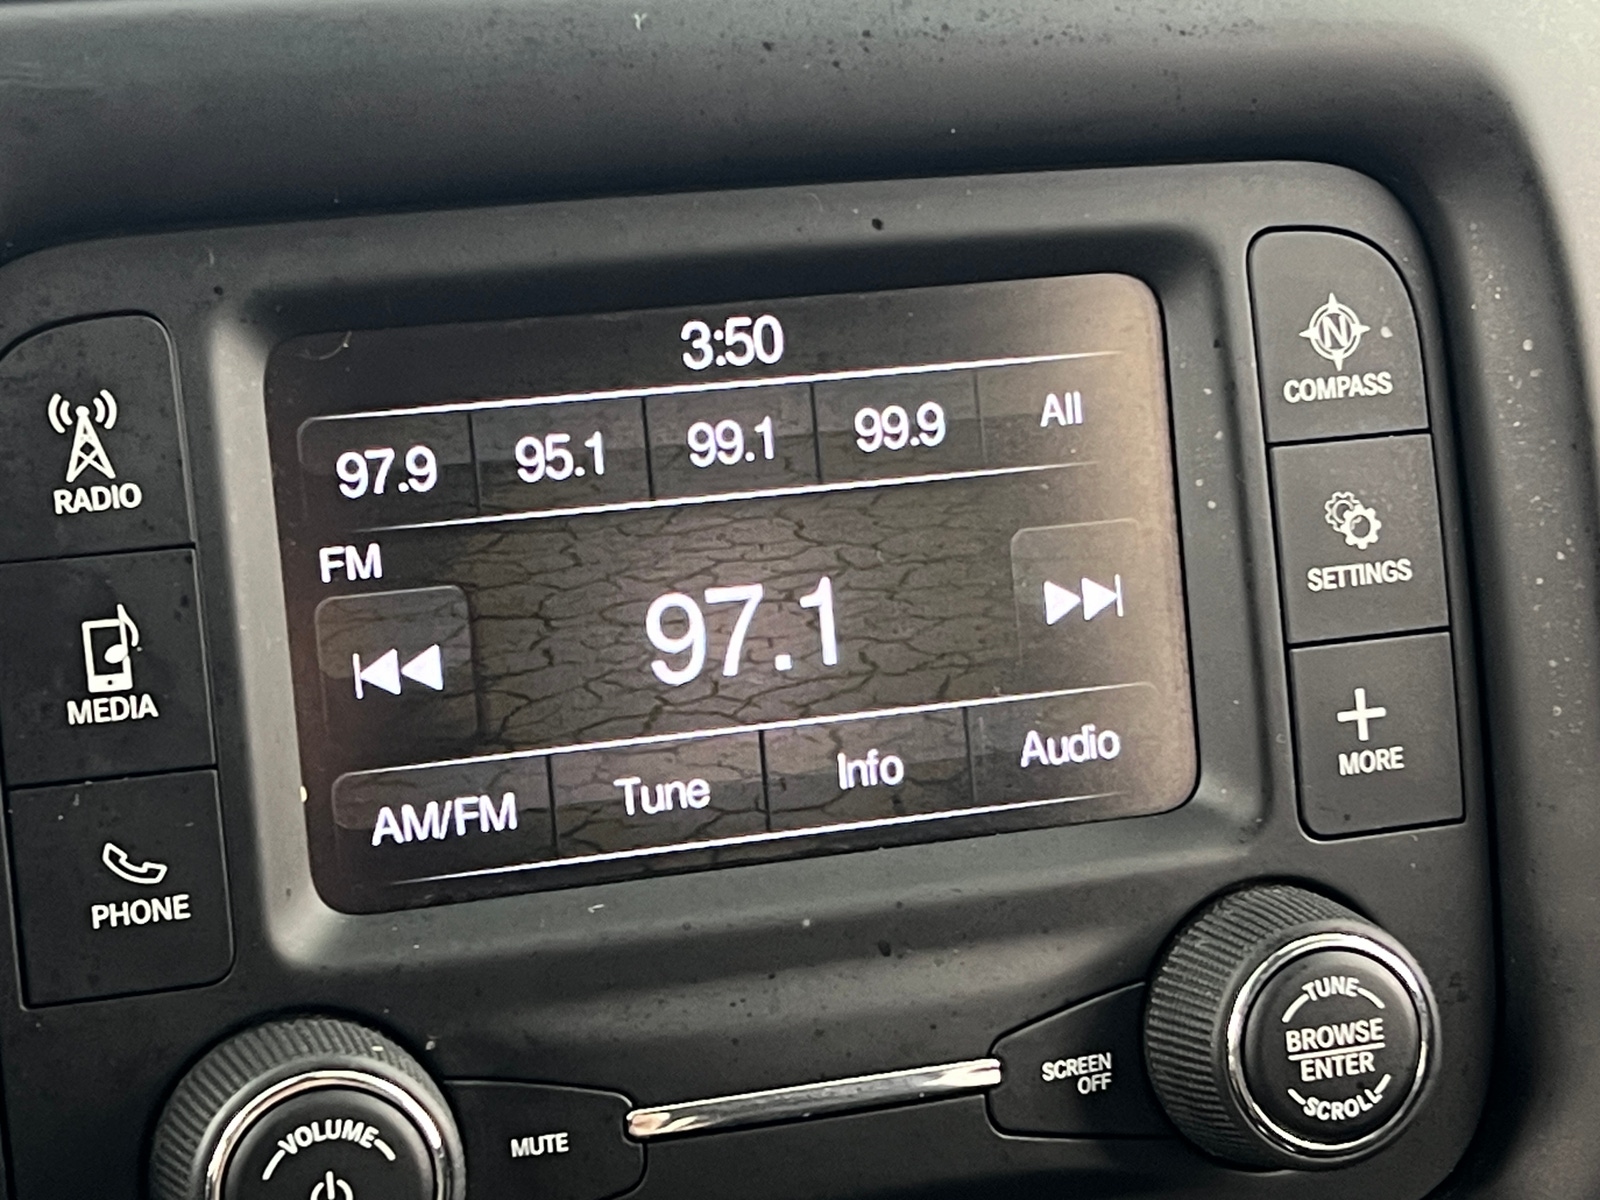 3:50
97.9 95.1 99.1 99.9 All
FM
97.1
AM/FM Tune Info Audio
RADIO
MEDIA
PHONE
N
COMPASS
SETTINGS
MORE
VOLUME
MUTE
SCREEN
OFF
TUNE
BROWSE
ENTER
SCROLL